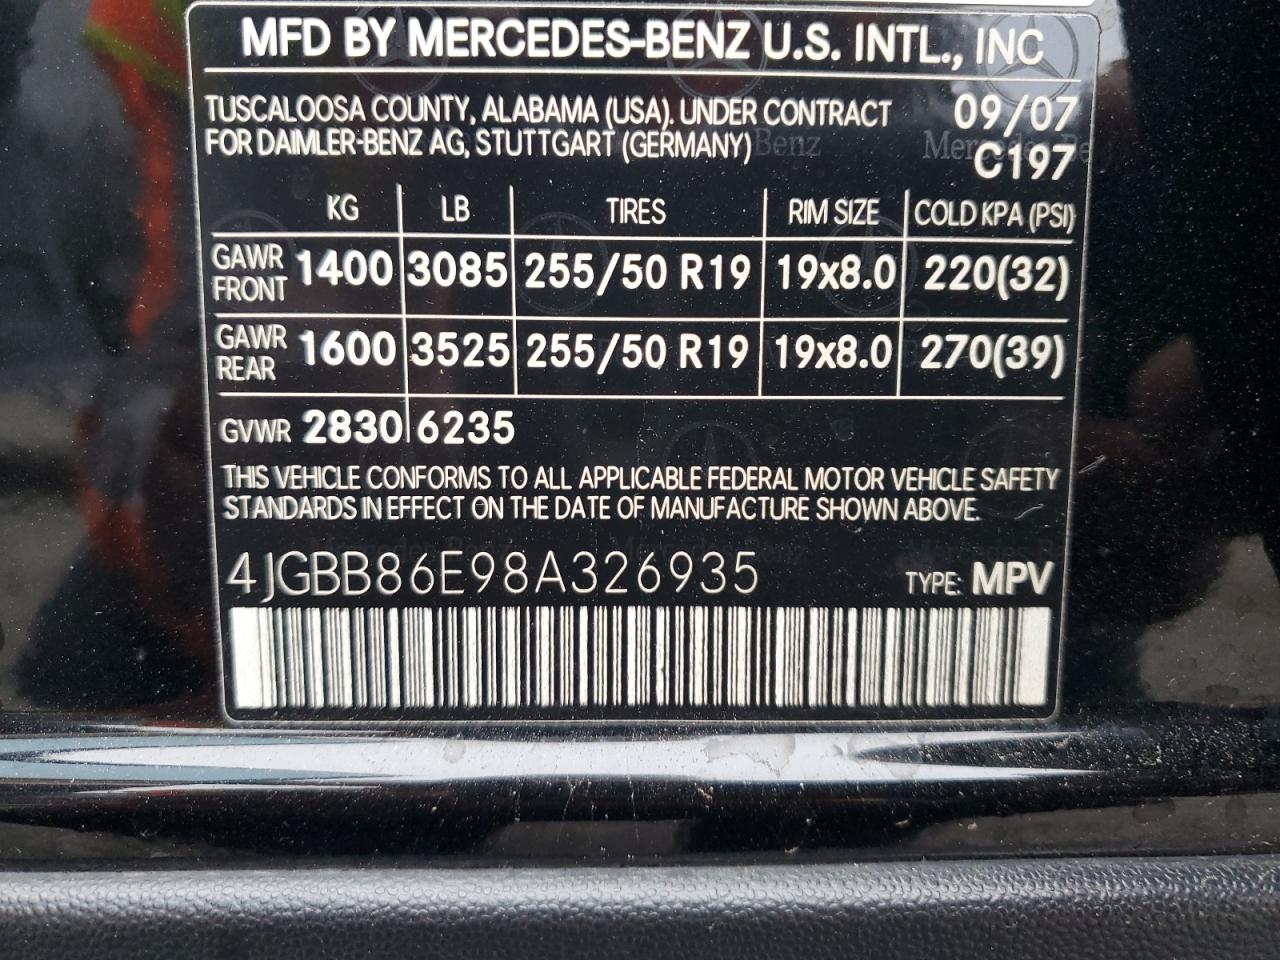 MFD BY MERCEDES-BENZ U.S. INTL., INC
TUSCALOOSA COUNTY, ALABAMA (USA). UNDER CONTRACT 09/07
FOR DAIMLER-BENZ AG, STUTTGART (GERMANY) C197
KG LB TIRES RIM SIZE COLD KPA (PSI)
GAWR FRONT 1400 3085 255/50 R19 19x8.0 220(32)
GAWR REAR 1600 3525 255/50 R19 19x8.0 270(39)
GVWR 2830 6235
THIS VEHICLE CONFORMS TO ALL APPLICABLE FEDERAL MOTOR VEHICLE SAFETY
STANDARDS IN EFFECT ON THE DATE OF MANUFACTURE SHOWN ABOVE.
4JGBB86E98A326935 TYPE: MPV